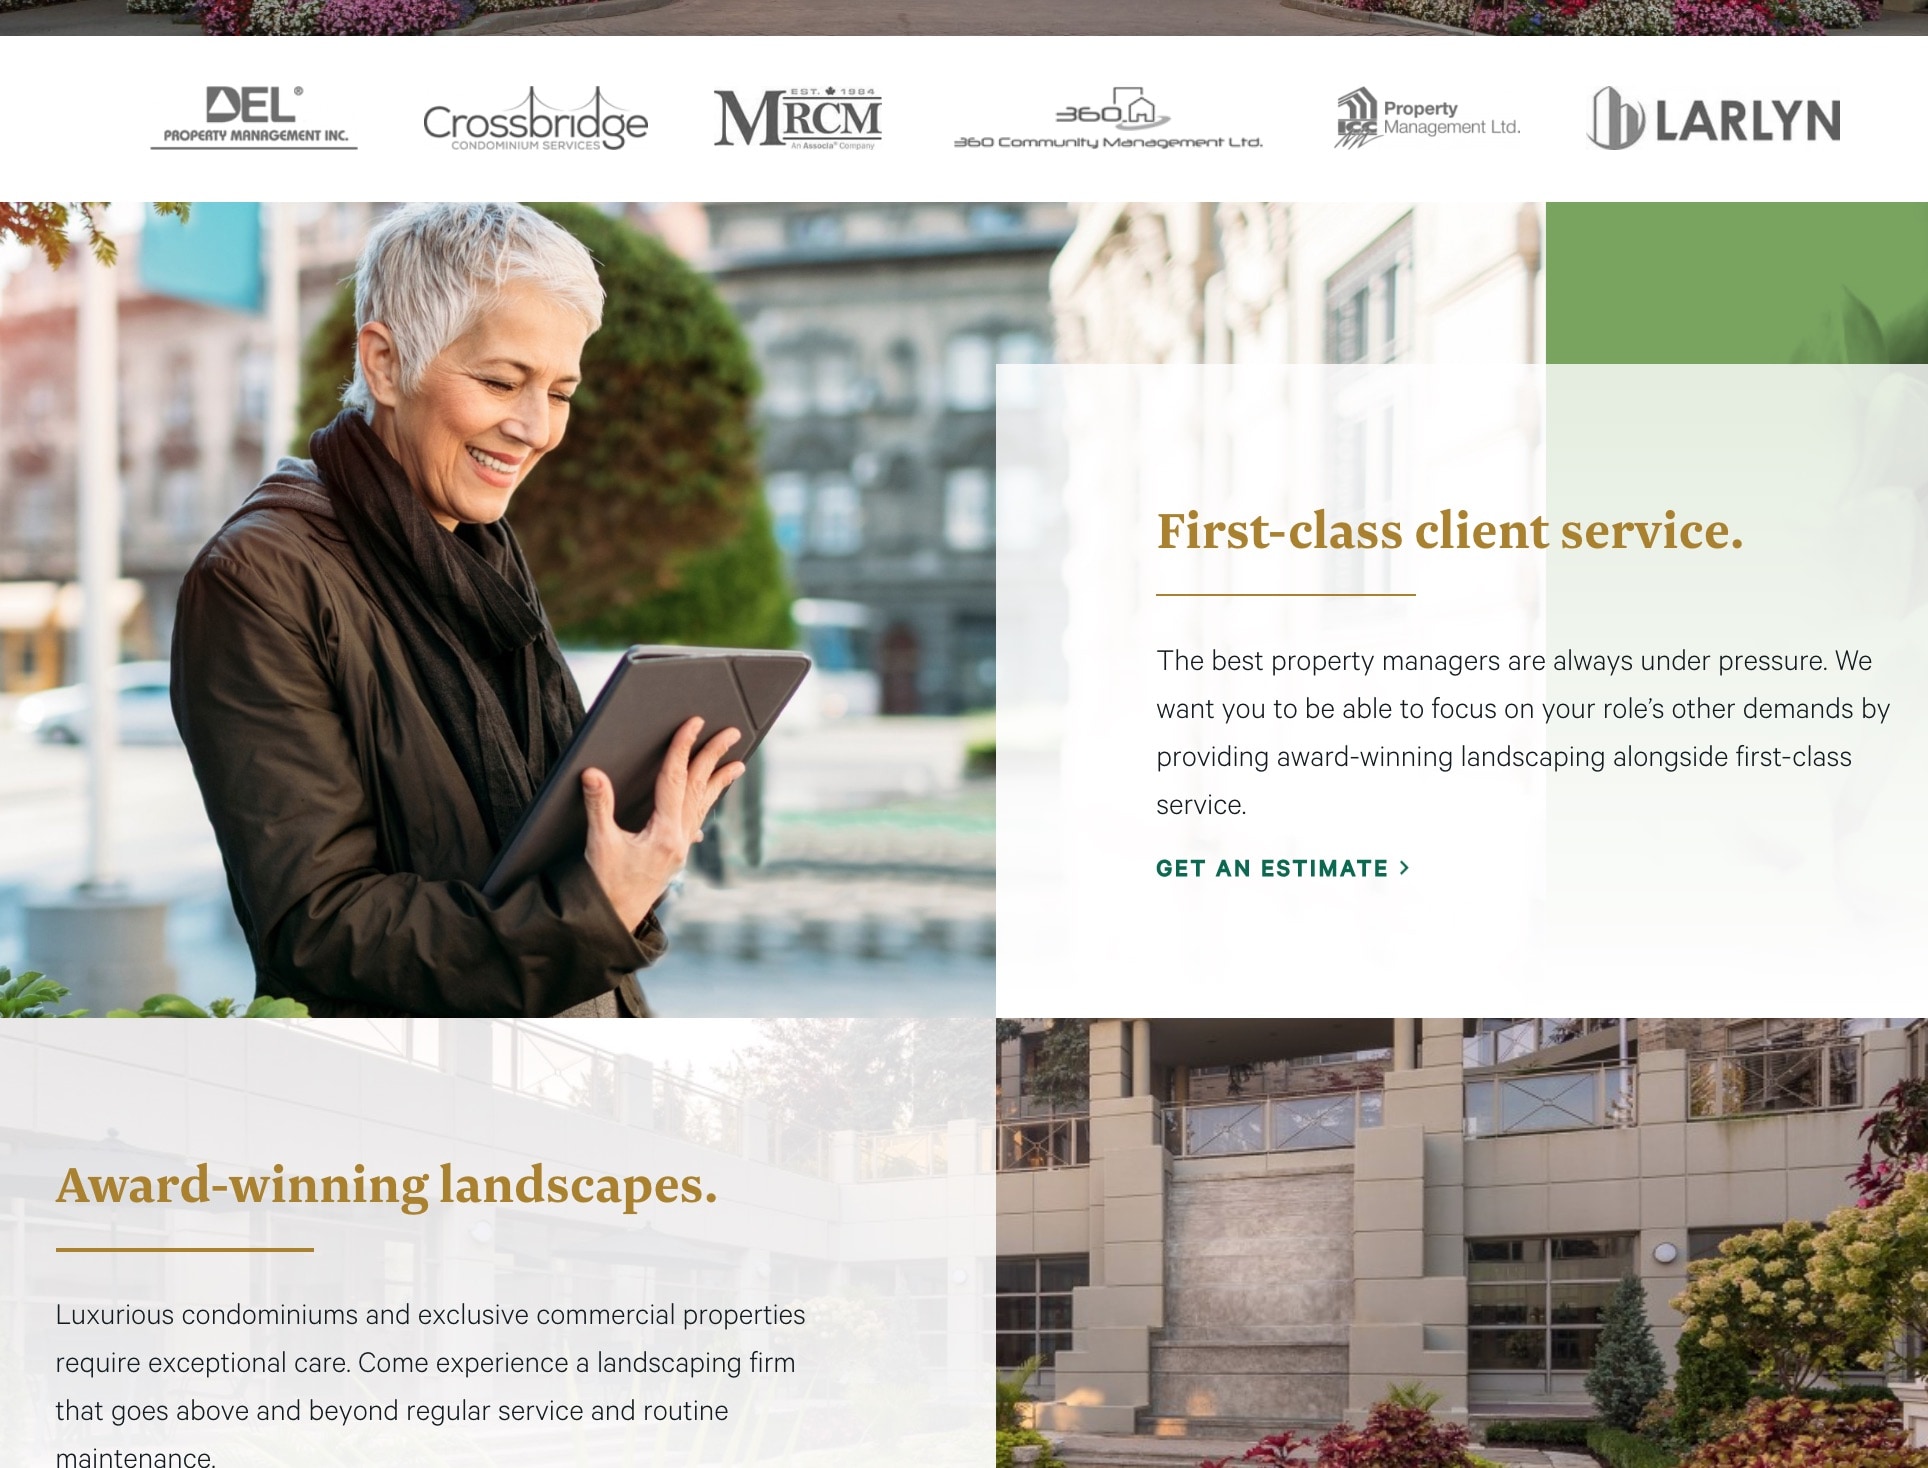 DEL®
PROPERTY MANAGEMENT INC.
Crossbridge
CONDOMINIUM SERVICES
EST. 1984
MRCM
An Associa® Company
360
360 Community Management Ltd.
ICC
Property
Management Ltd.
LARLYN
First-class client service.
The best property managers are always under pressure. We
want you to be able to focus on your role’s other demands by
providing award-winning landscaping alongside first-class
service.
GET AN ESTIMATE >
Award-winning landscapes.
Luxurious condominiums and exclusive commercial properties
require exceptional care. Come experience a landscaping firm
that goes above and beyond regular service and routine
maintenance.